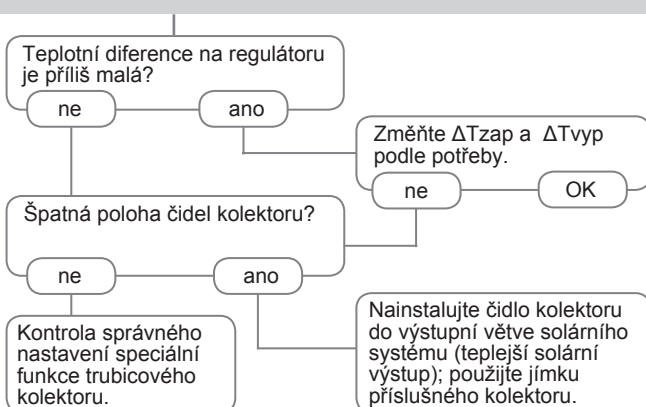 Teplotní diference na regulátoru
je příliš malá?
ne
ano
Změňte ΔTzap a ΔTvyp
podle potřeby.
ne
OK
Špatná poloha čidel kolektoru?
ne
ano
Kontrola správného
nastavení speciální
funkce trubicového
kolektoru.
Nainstalujte čidlo kolektoru
do výstupní větve solárního
systému (teplejší solární
výstup); použijte jímku
příslušného kolektoru.